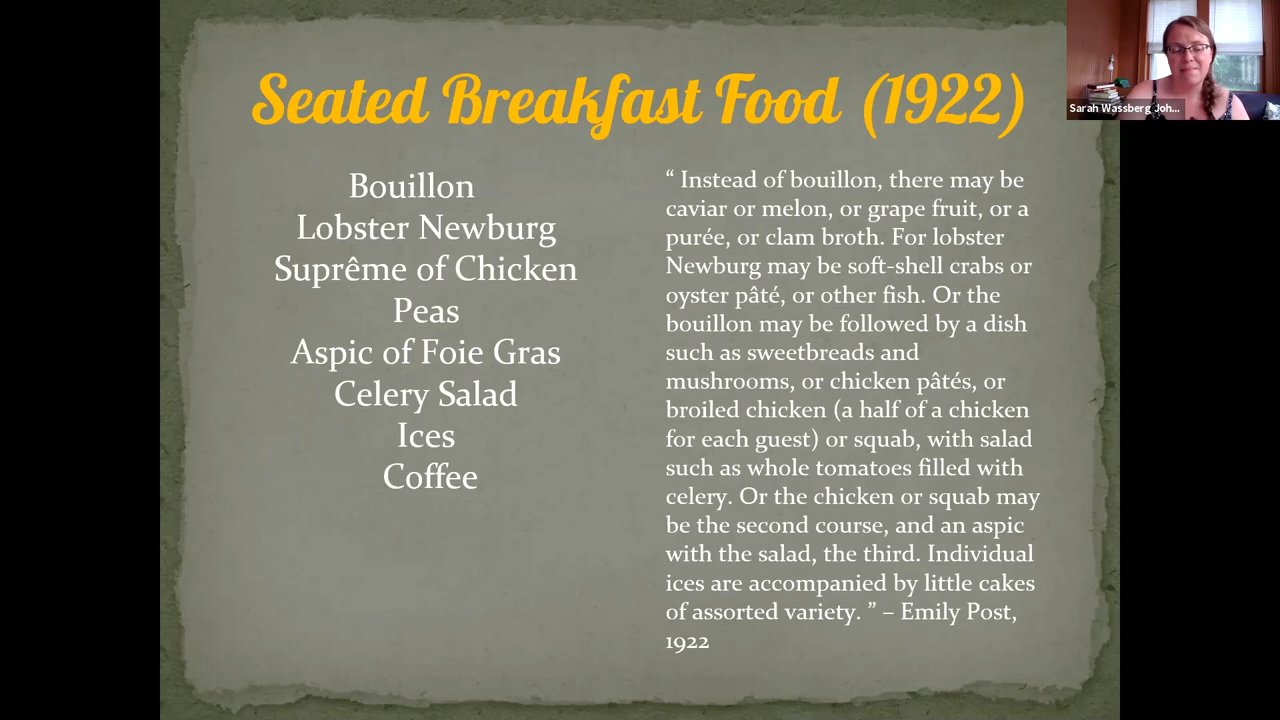 Seated Breakfast Food (1922)
Bouillon
Lobster Newburg
Suprême of Chicken
Peas
Aspic of Foie Gras
Celery Salad
Ices
Coffee
“ Instead of bouillon, there may be
caviar or melon, or grape fruit, or a
purée, or clam broth. For lobster
Newburg may be soft-shell crabs or
oyster pâté, or other fish. Or the
bouillon may be followed by a dish
such as sweetbreads and
mushrooms, or chicken pâtés, or
broiled chicken (a half of a chicken
for each guest) or squab, with salad
such as whole tomatoes filled with
celery. Or the chicken or squab may
be the second course, and an aspic
with the salad, the third. Individual
ices are accompanied by little cakes
of assorted variety. ” – Emily Post,
1922
Sarah Wassberg Joh...